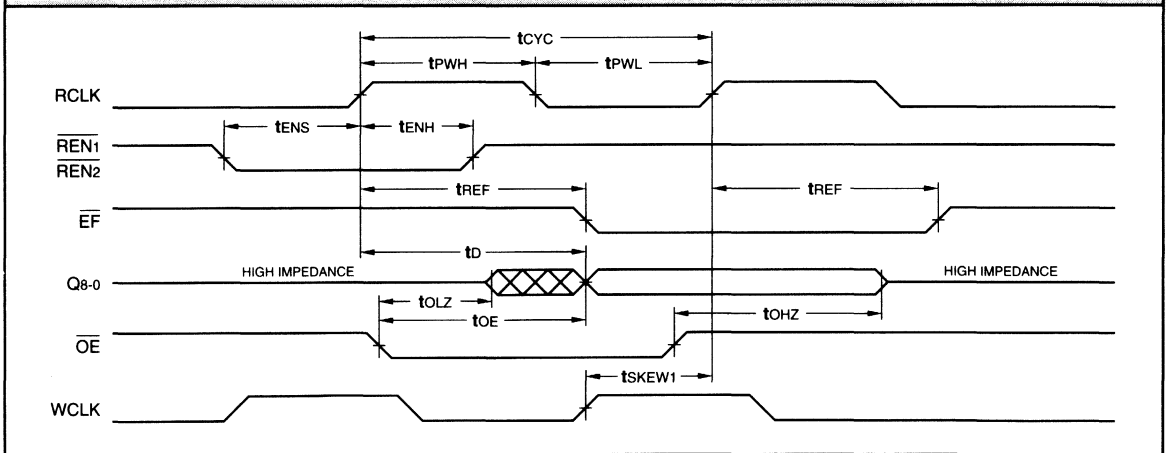 tCYC
tPWH tPWL
RCLK
tENS tENH
REN1
REN2
tREF tREF
EF
tD
HIGH IMPEDANCE HIGH IMPEDANCE
Q8-0
tOLZ
tOE tOHZ
OE
tSKEW1
WCLK